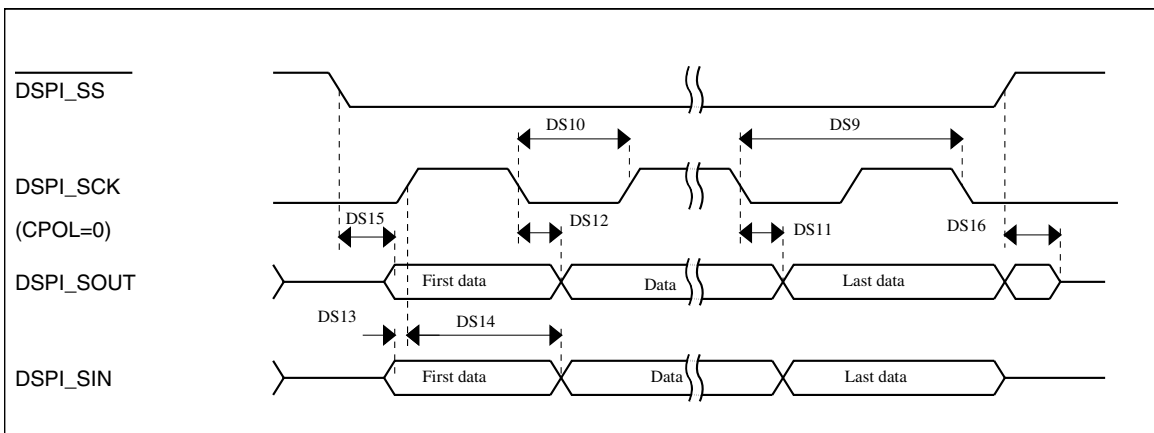 DSPI_SS
DS10
DS9
DSPI_SCK
(CPOL=0)
DS15
DS12
DS11
DS16
DSPI_SOUT
First data
Data
Last data
DS13
DS14
DSPI_SIN
First data
Data
Last data